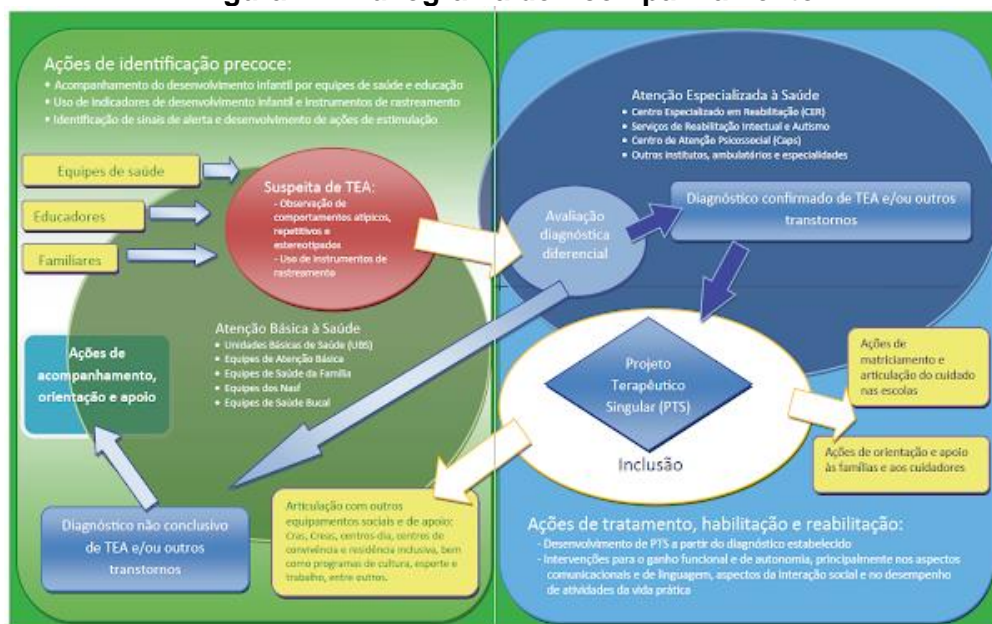 Ações de identificação precoce:
• Acompanhamento do desenvolvimento infantil por equipes de saúde e educação
• Uso de indicadores de desenvolvimento infantil e instrumentos de rastreamento
• Identificação de sinais de alerta e desenvolvimento de ações de estimulação
Equipes de saúde
Educadores
Familiares
Suspeita de TEA:
- Observação de
comportamentos atípicos,
repetitivos e
estereotipados
- Uso de instrumentos de
rastreamento
Atenção Básica à Saúde
• Unidades Básicas de Saúde (UBS)
• Equipes de Atenção Básica
• Equipes de Saúde da Família
• Equipes dos Nasf
• Equipes de Saúde Bucal
Ações de
acompanhamento,
orientação e apoio
Diagnóstico não conclusivo
de TEA e/ou outros
transtornos
Articulação com outros
equipamentos sociais e de apoio:
Cras, Creas, centros-dia, centros de
convivência e residência inclusiva, bem
como programas de cultura, esporte e
trabalho, entre outros.
Atenção Especializada à Saúde
• Centro Especializado em Reabilitação (CER)
• Serviços de Reabilitação Intectual e Autismo
• Centro de Atenção Psicossocial (Caps)
• Outros institutos, ambulatórios e especialidades
Avaliação
diagnóstica
diferencial
Diagnóstico confirmado de TEA e/ou outros
transtornos
Projeto
Terapêutico
Singular (PTS)
Inclusão
Ações de
matriciamento e
articulação do cuidado
nas escolas
Ações de orientação e apoio
às famílias e aos cuidadores
Ações de tratamento, habilitação e reabilitação:
- Desenvolvimento de PTS a partir do diagnóstico estabelecido
- Intervenções para o ganho funcional e de autonomia, principalmente nos aspectos
comunicacionais e de linguagem, aspectos da interação social e no desempenho
de atividades da vida prática